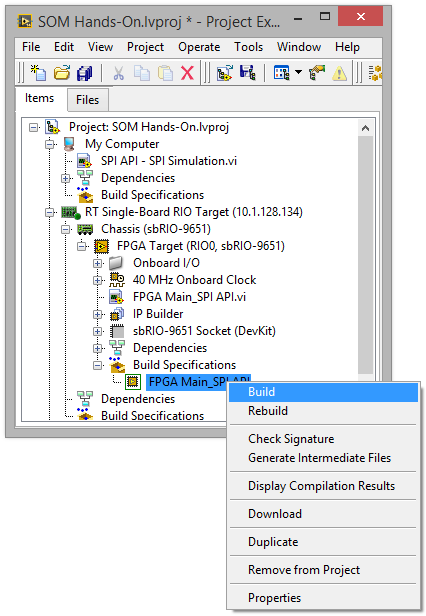 SOM Hands-On.lvproj * - Project Ex...
File Edit View Project Operate Tools Window Help
Items Files
Project: SOM Hands-On.lvproj
My Computer
SPI API - SPI Simulation.vi
Dependencies
Build Specifications
RT Single-Board RIO Target (10.1.128.134)
Chassis (sbRIO-9651)
FPGA Target (RIO0, sbRIO-9651)
Onboard I/O
40 MHz Onboard Clock
FPGA Main_SPI API.vi
IP Builder
sbRIO-9651 Socket (DevKit)
Dependencies
Build Specifications
FPGA Main_SPI API
Dependencies
Build Specifications
Build
Rebuild
Check Signature
Generate Intermediate Files
Display Compilation Results
Download
Duplicate
Remove from Project
Properties